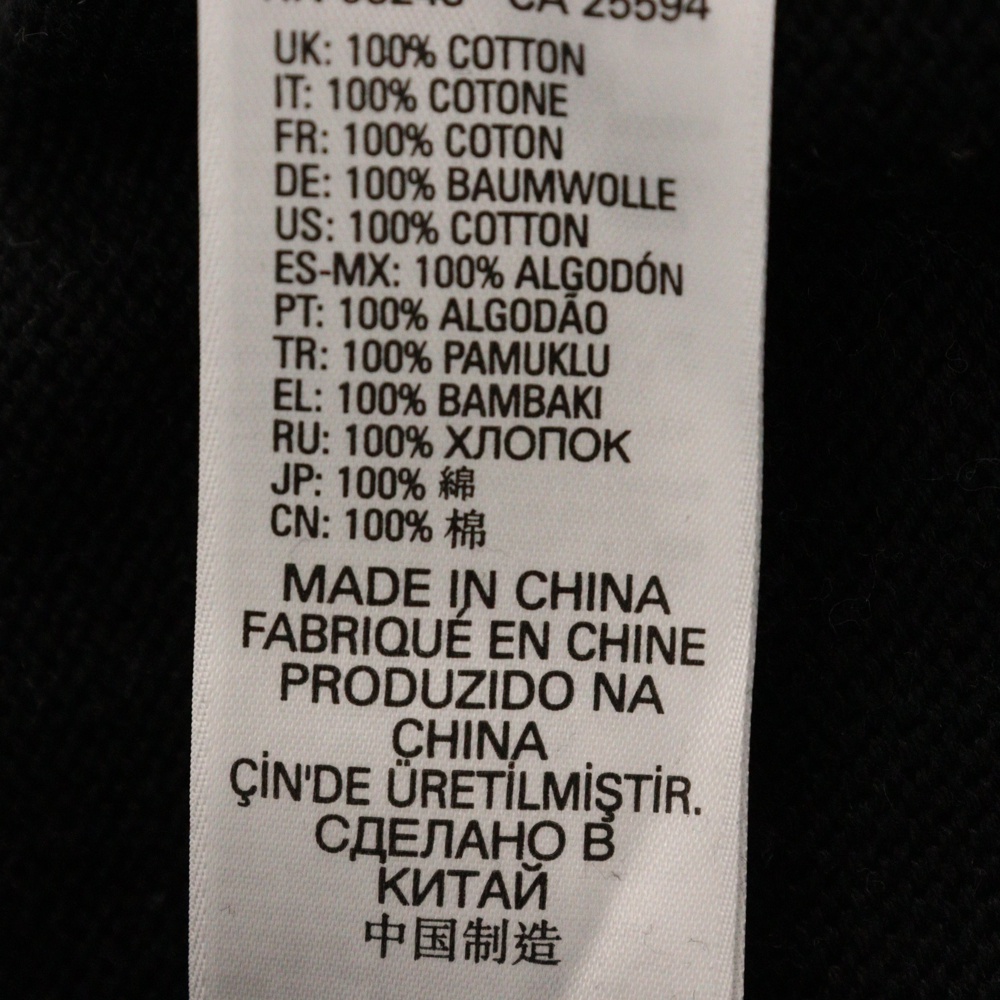 CA 25594
UK: 100% COTTON
IT: 100% COTONE
FR: 100% COTON
DE: 100% BAUMWOLLE
US: 100% COTTON
ES-MX: 100% ALGODÓN
PT: 100% ALGODÃO
TR: 100% PAMUKLU
EL: 100% BAMBAKI
RU: 100% ХЛОПОК
JP: 100% 綿
CN: 100% 棉
MADE IN CHINA
FABRIQUÉ EN CHINE
PRODUZIDO NA
CHINA
ÇİN'DE ÜRETİLMİŞTİR.
СДЕЛАНО В
КИТАЙ
中国制造